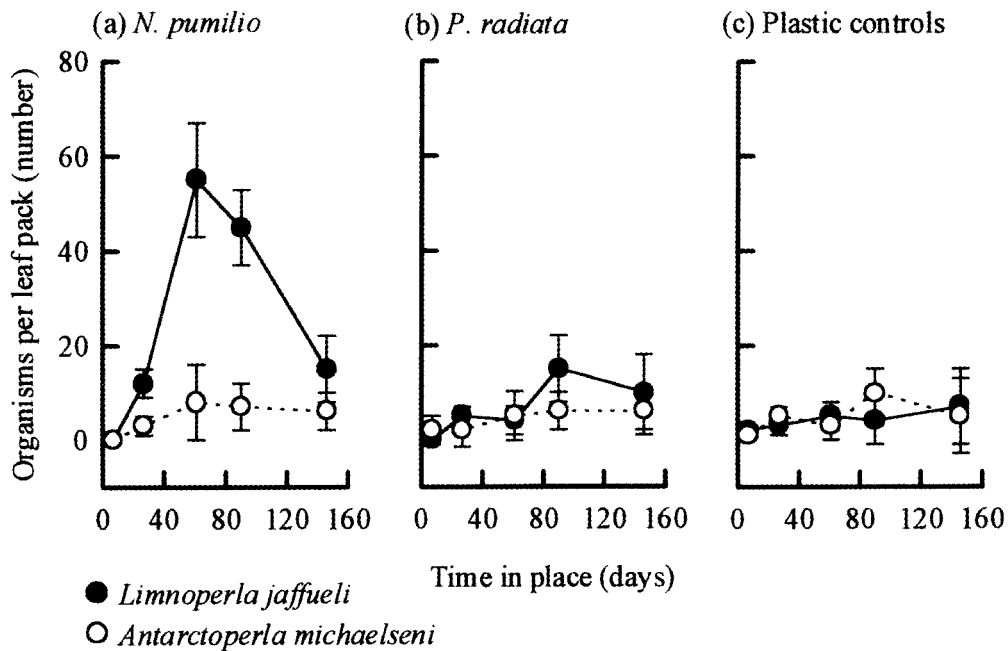 (a) N. pumilio
(b) P. radiata
(c) Plastic controls
Organisms per leaf pack (number)
80
60
40
20
0
0 40 80 120 160
0 40 80 120 160
0 40 80 120 160
Time in place (days)
Limnoperla jaffueli
Antarctoperla michaelseni